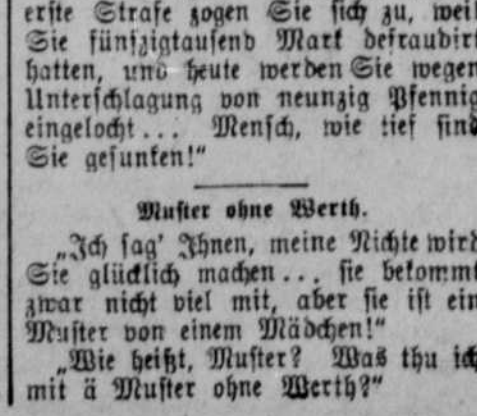 erste Strafe zogen Sie sich zu, weil
Sie fünfzigtausend Mark defraudirt
hatten, und heute werden Sie wegen
Unterschlagung von neunzig Pfennig
eingelocht... Mensch, wie tief sind
Sie gesunken!“
Muster ohne Werth.
„Ich sag' Ihnen, meine Nichte wird
Sie glücklich machen... sie bekommt
zwar nicht viel mit, aber sie ist ein
Muster von einem Mädchen!“
„Wie heißt, Muster? Was thu ich
mit ä Muster ohne Werth?“